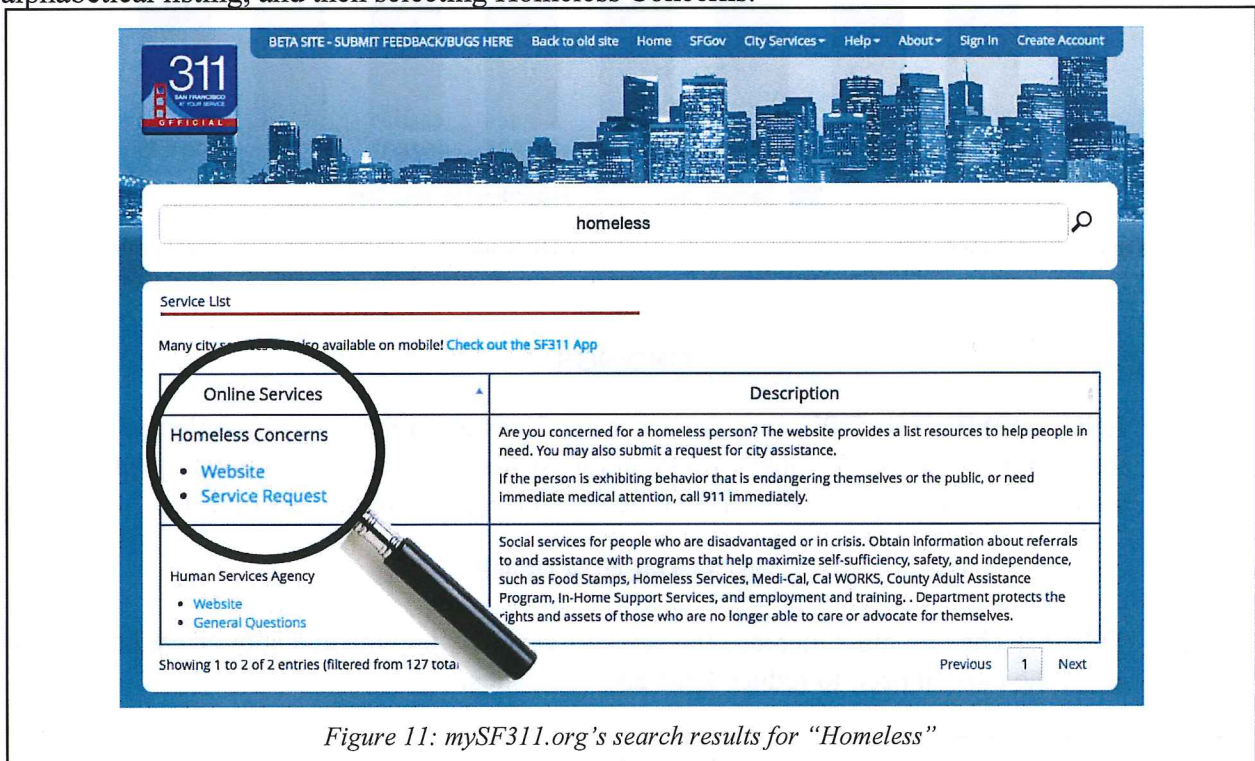 alphabetical listing, and then selecting Homeless Concerns.
BETA SITE - SUBMIT FEEDBACK/BUGS HERE Back to old site Home SFGov City Services Help About Sign In Create Account
311
SAN FRANCISCO
AT YOUR SERVICE
OFFICIAL
homeless
Service List
Many city also available on mobile! Check out the SF311 App
Online Services Description
Homeless Concerns
• Website
• Service Request
Are you concerned for a homeless person? The website provides a list resources to help people in
need. You may also submit a request for city assistance.
If the person is exhibiting behavior that is endangering themselves or the public, or need
immediate medical attention, call 911 immediately.
Human Services Agency
• Website
• General Questions
Social services for people who are disadvantaged or in crisis. Obtain information about referrals
to and assistance with programs that help maximize self-sufficiency, safety, and independence,
such as Food Stamps, Homeless Services, Medi-Cal, Cal WORKS, County Adult Assistance
Program, In-Home Support Services, and employment and training. . Department protects the
rights and assets of those who are no longer able to care or advocate for themselves.
Showing 1 to 2 of 2 entries (filtered from 127 total
Previous 1 Next
Figure 11: mySF311.org's search results for "Homeless"